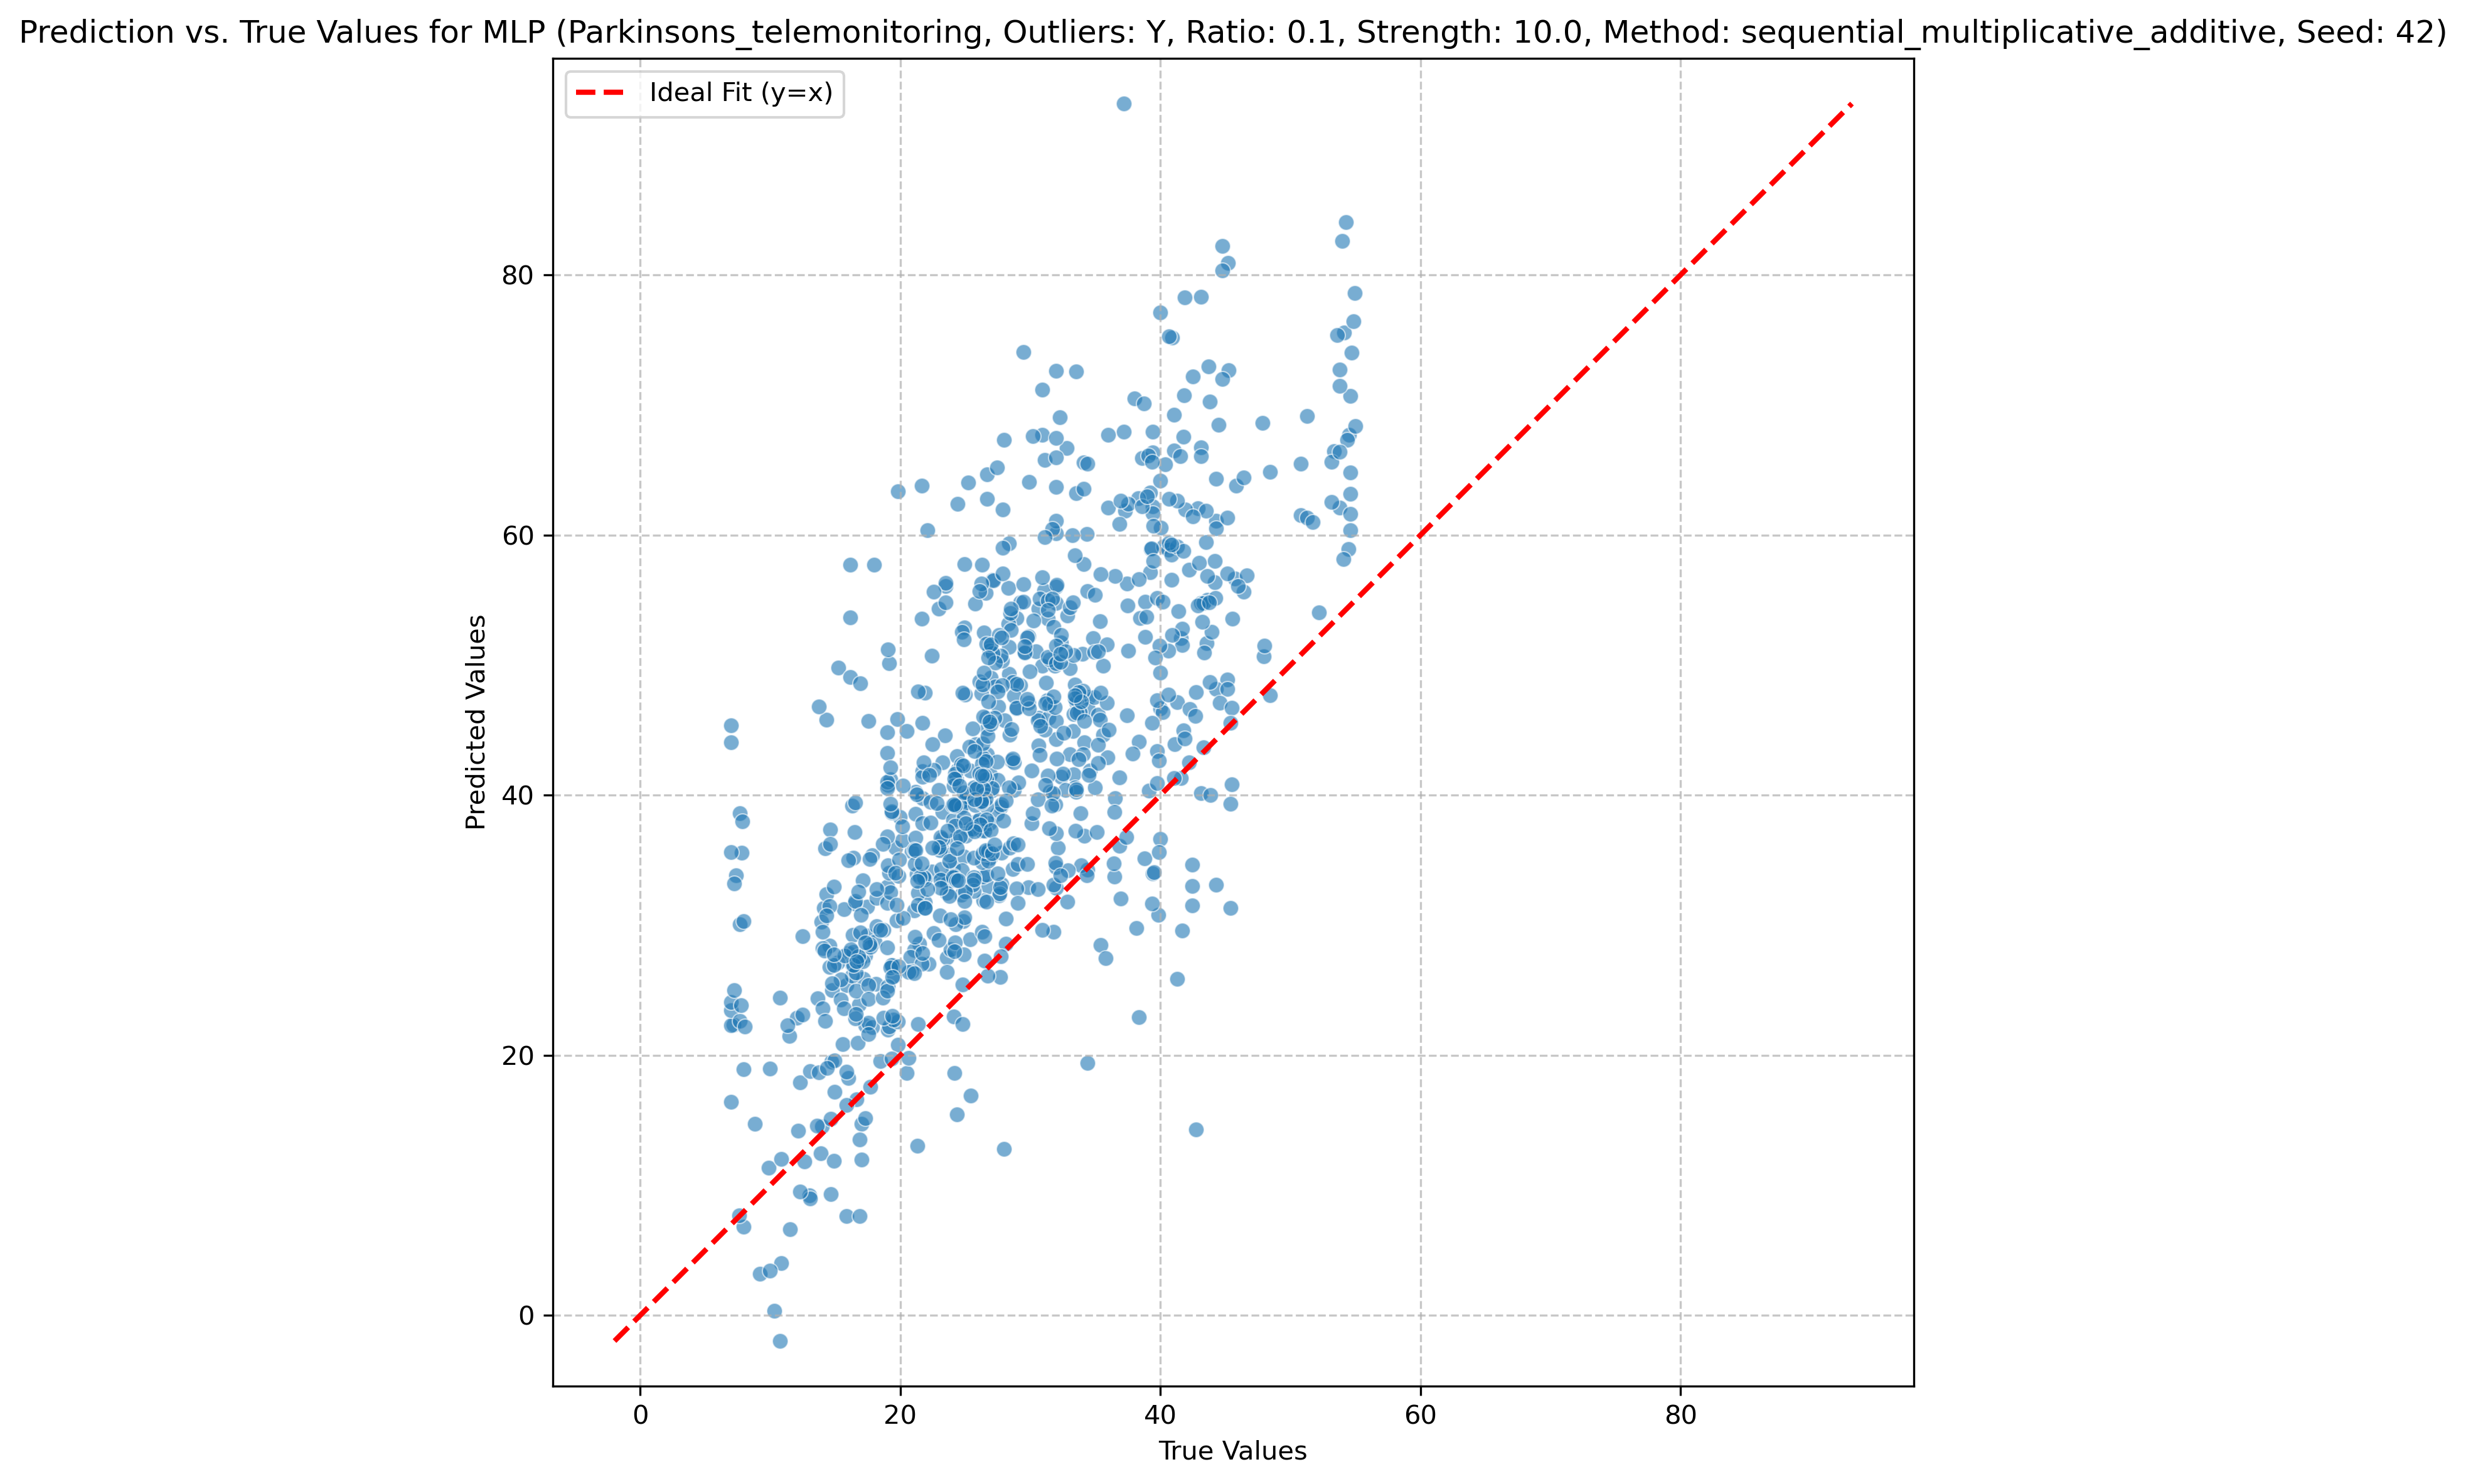 Prediction vs. True Values for MLP (Parkinsons_telemonitoring, Outliers: Y, Ratio: 0.1, Strength: 10.0, Method: sequential_multiplicative_additive, Seed: 42)
Ideal Fit (y=x)
Predicted Values
80
60
40
20
0
0 20 40 60 80
True Values